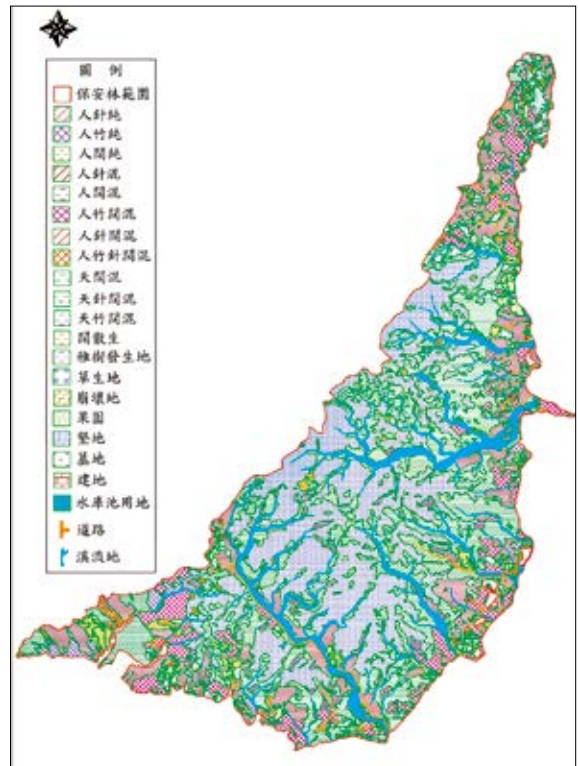 圖 例
保安林範圍
人針純
人竹純
人闊純
人針混
人闊混
人竹闊混
人針闊混
人竹針闊混
天闊混
天針闊混
天竹闊混
闊散生
稚樹發生地
草生地
崩壞地
果園
墾地
墓地
建地
水庫池用地
道路
溪流地